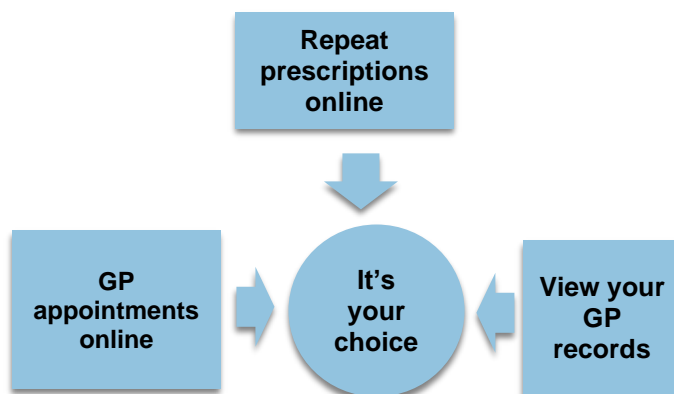 Repeat
prescriptions
online
GP
appointments
online
It's
your
choice
View your
GP
records